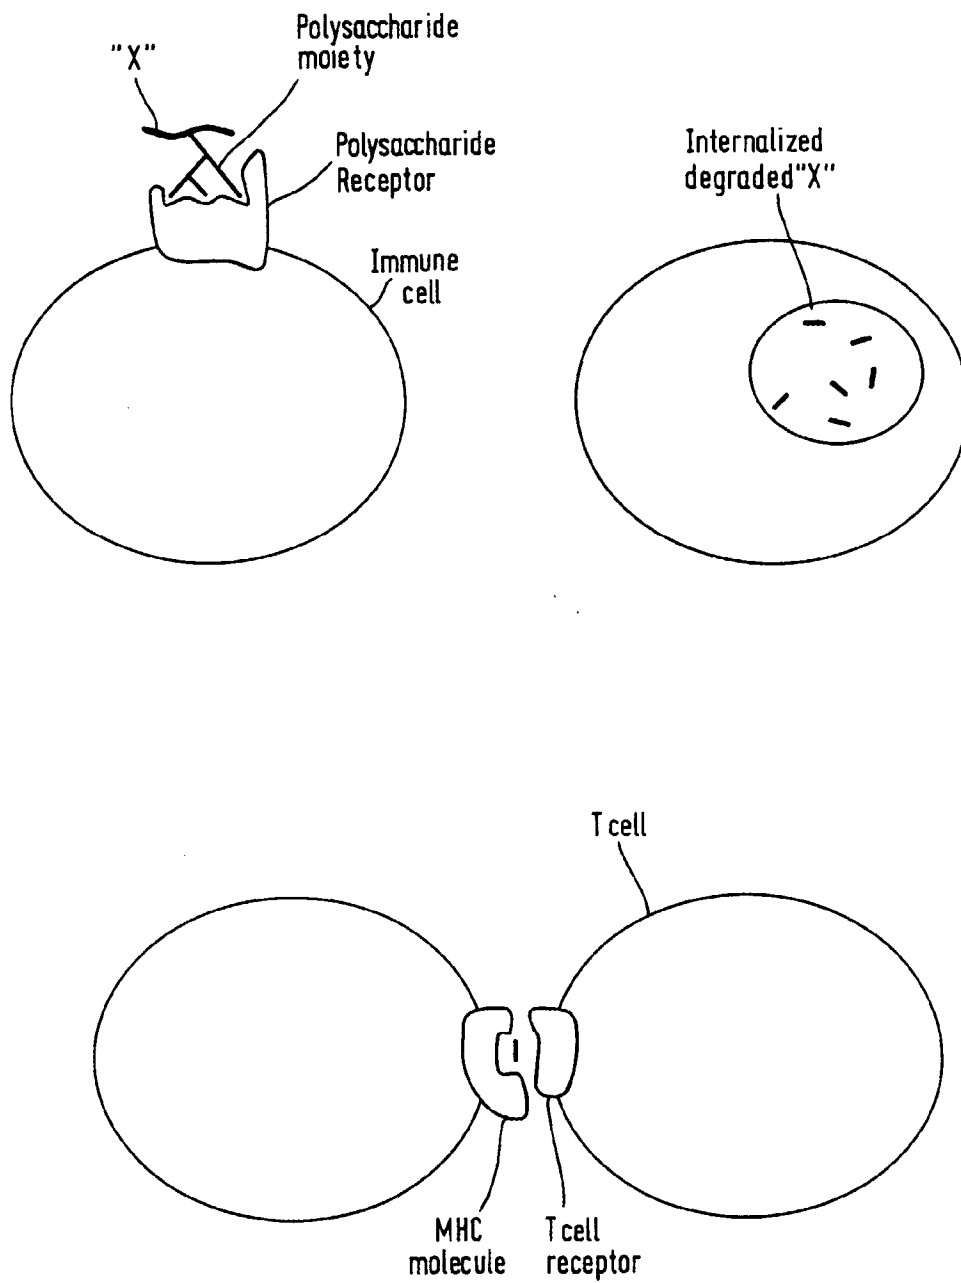 "X"
Polysaccharide
moiety
Polysaccharide
Receptor
Immune
cell
Internalized
degraded"X"
T cell
MHC
molecule
T cell
receptor